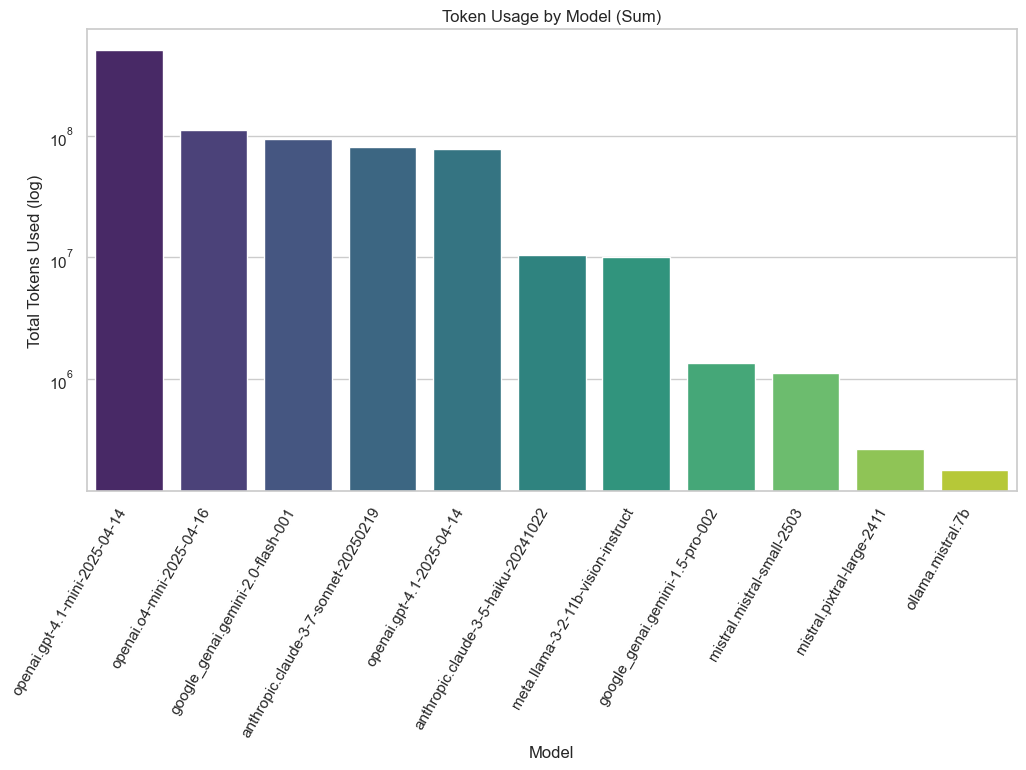 Token Usage by Model (Sum)
Total Tokens Used (log)
10^8
10^7
10^6
openai.gpt-4.1-mini-2025-04-14
openai.o4-mini-2025-04-16
google_genai.gemini-2.0-flash-001
anthropic.claude-3-7-sonnet-20250219
openai.gpt-4.1-2025-04-14
anthropic.claude-3-5-haiku-20241022
meta.llama-3-2-11b-vision-instruct
google_genai.gemini-1.5-pro-002
mistral.mistral-small-2503
mistral.pixtral-large-2411
ollama.mistral:7b
Model